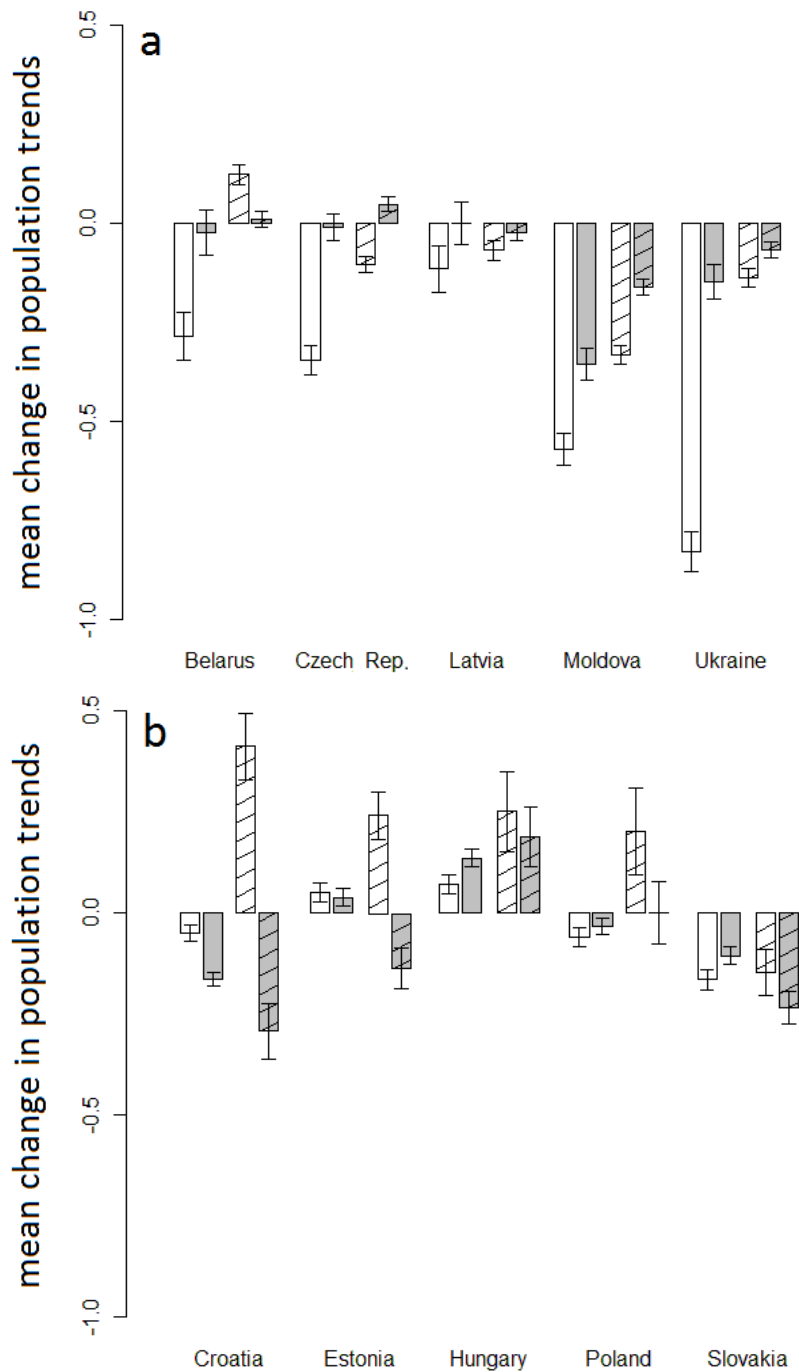 a
mean change in population trends
0.5
0.0
-0.5
-1.0
Belarus Czech Rep. Latvia Moldova Ukraine
b
mean change in population trends
0.5
0.0
-0.5
-1.0
Croatia Estonia Hungary Poland Slovakia